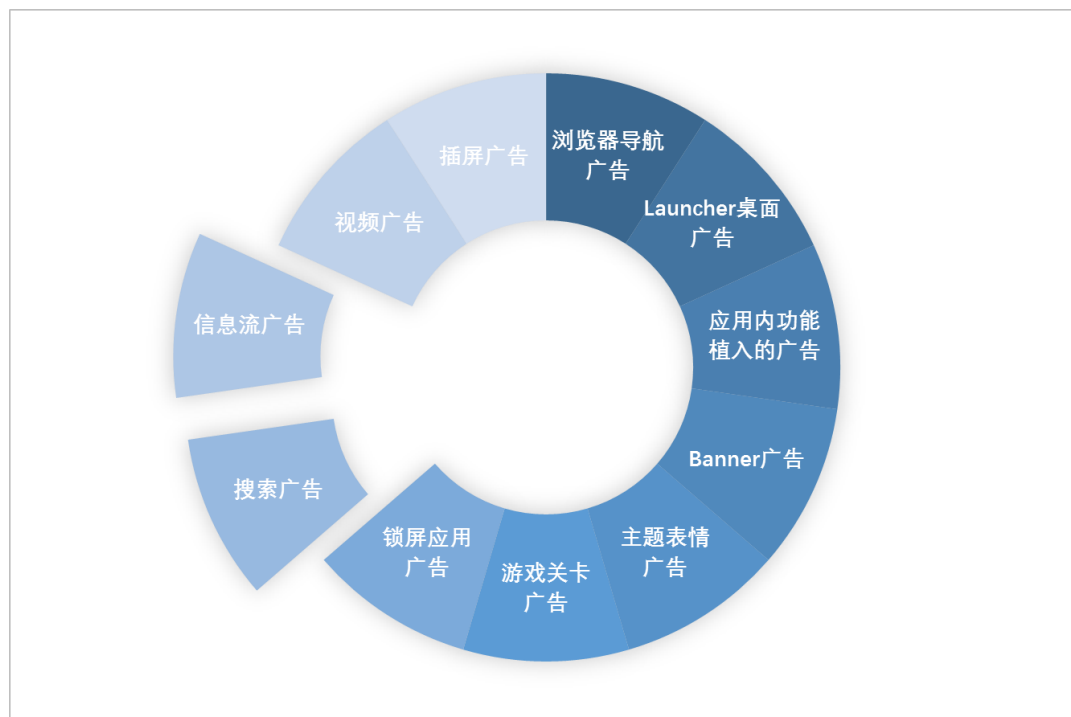 浏览器导航
广告
Launcher桌面
广告
应用内功能
植入的广告
Banner广告
主题表情
广告
游戏关卡
广告
锁屏应用
广告
搜索广告
信息流广告
视频广告
插屏广告